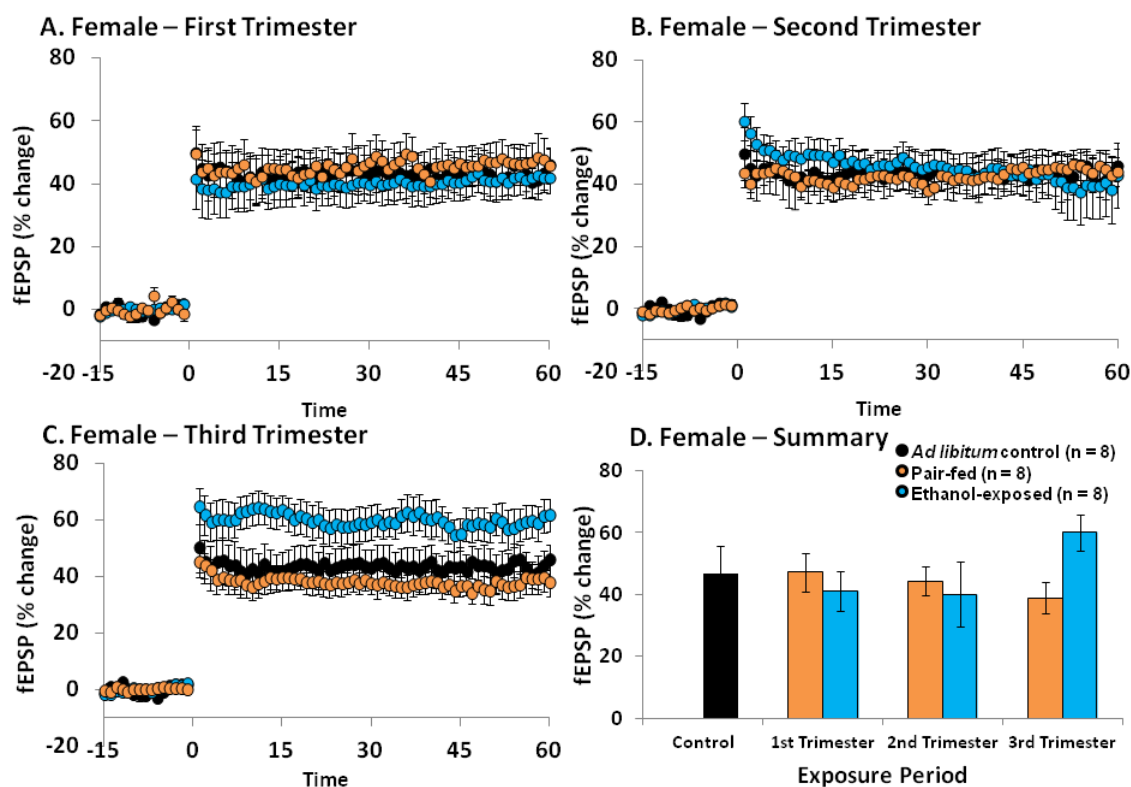 A. Female – First Trimester
80
60
40
20
0
-20
fEPSP (% change)
-15 0 15 30 45 60
Time
B. Female – Second Trimester
80
60
40
20
0
-20
fEPSP (% change)
-15 0 15 30 45 60
Time
C. Female – Third Trimester
80
60
40
20
0
-20
fEPSP (% change)
-15 0 15 30 45 60
Time
D. Female – Summary
Ad libitum control (n = 8)
Pair-fed (n = 8)
Ethanol-exposed (n = 8)
80
60
40
20
0
fEPSP (% change)
Control 1st Trimester 2nd Trimester 3rd Trimester
Exposure Period